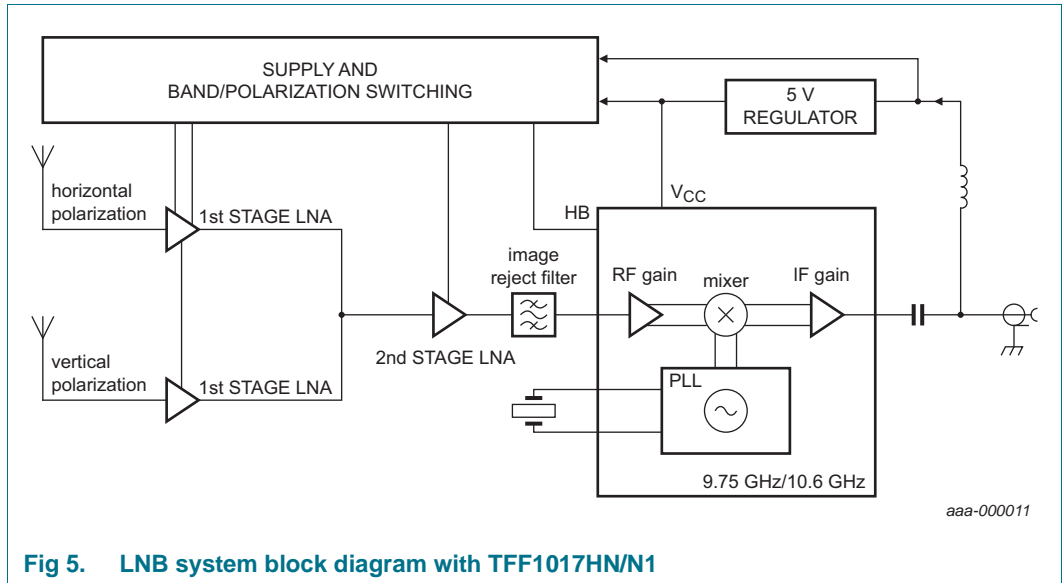 SUPPLY AND
BAND/POLARIZATION SWITCHING
5 V
REGULATOR
horizontal
polarization
1st STAGE LNA
HB
VCC
image
reject filter
RF gain
mixer
IF gain
2nd STAGE LNA
vertical
polarization
1st STAGE LNA
PLL
9.75 GHz/10.6 GHz
aaa-000011
Fig 5. LNB system block diagram with TFF1017HN/N1